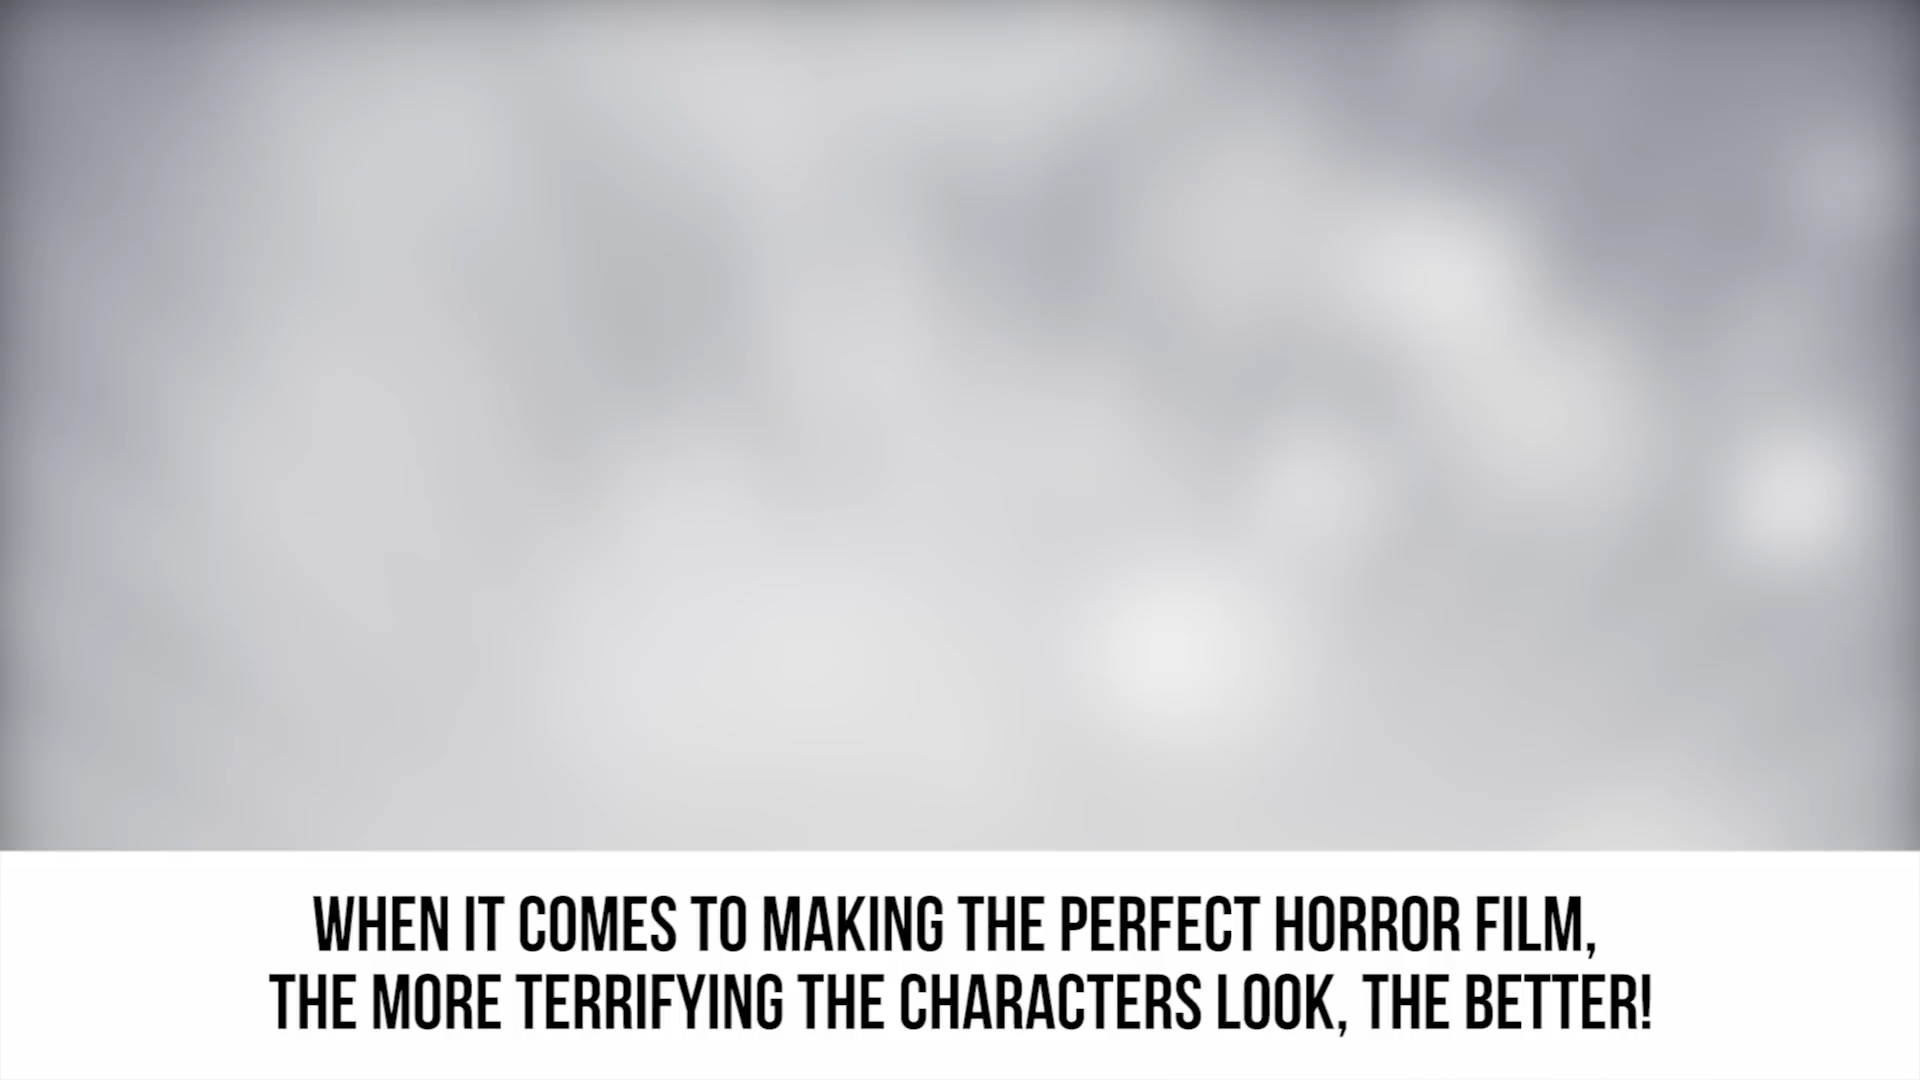 WHEN IT COMES TO MAKING THE PERFECT HORROR FILM,
THE MORE TERRIFYING THE CHARACTERS LOOK, THE BETTER!